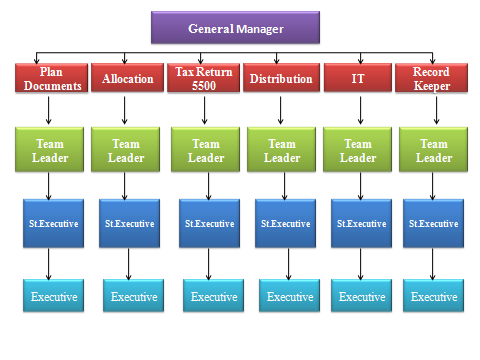 General Manager
Plan
Documents
Allocation
Tax Return
5500
Distribution
IT
Record
Keeper
Team
Leader
Team
Leader
Team
Leader
Team
Leader
Team
Leader
Team
Leader
St.Executive
St.Executive
St.Executive
St.Executive
St.Executive
St.Executive
Executive
Executive
Executive
Executive
Executive
Executive